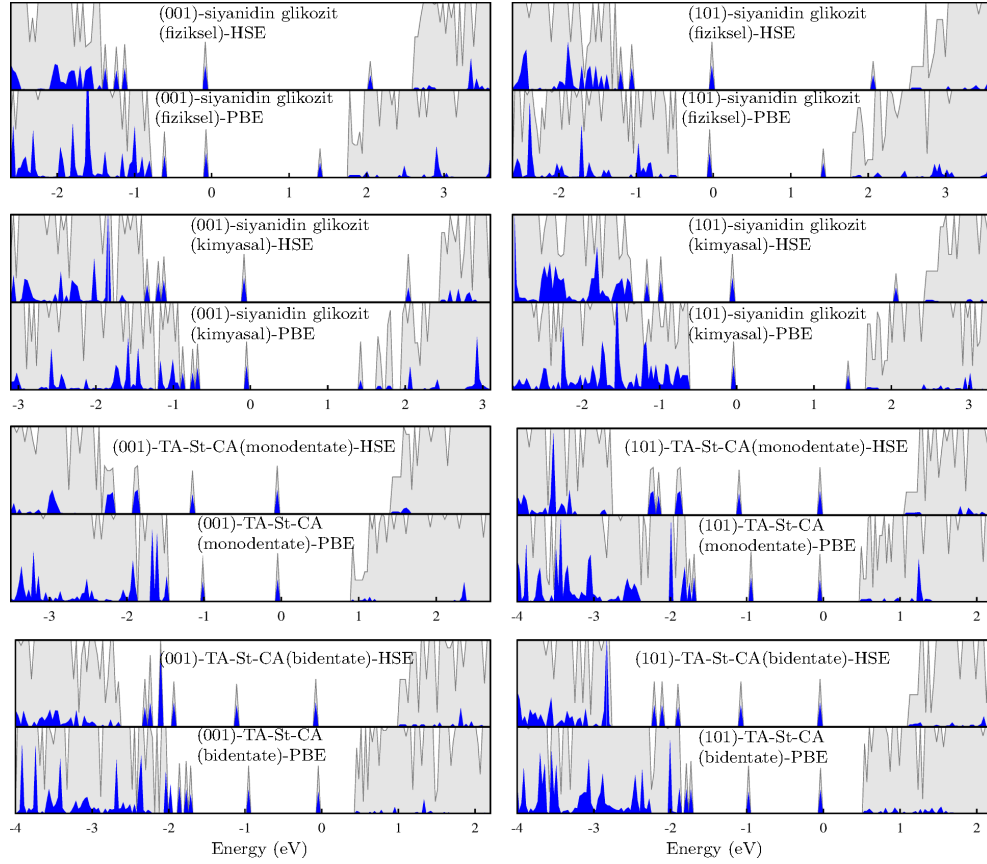 (001)-siyanidin glikozit
(fiziksel)-HSE
(001)-siyanidin glikozit
(fiziksel)-PBE
-2 -1 0 1 2 3
(101)-siyanidin glikozit
(fiziksel)-HSE
(101)-siyanidin glikozit
(fiziksel)-PBE
-2 -1 0 1 2 3
(001)-siyanidin glikozit
(kimyasal)-HSE
(001)-siyanidin glikozit
(kimyasal)-PBE
-3 -2 -1 0 1 2 3
(101)-siyanidin glikozit
(kimyasal)-HSE
(101)-siyanidin glikozit
(kimyasal)-PBE
-2 -1 0 1 2 3
(001)-TA-St-CA(monodentate)-HSE
(001)-TA-St-CA
(monodentate)-PBE
-3 -2 -1 0 1 2
(101)-TA-St-CA(monodentate)-HSE
(101)-TA-St-CA
(monodentate)-PBE
-4 -3 -2 -1 0 1 2
(001)-TA-St-CA(bidentate)-HSE
(001)-TA-St-CA
(bidentate)-PBE
-4 -3 -2 -1 0 1 2
Energy (eV)
(101)-TA-St-CA(bidentate)-HSE
(101)-TA-St-CA
(bidentate)-PBE
-4 -3 -2 -1 0 1 2
Energy (eV)